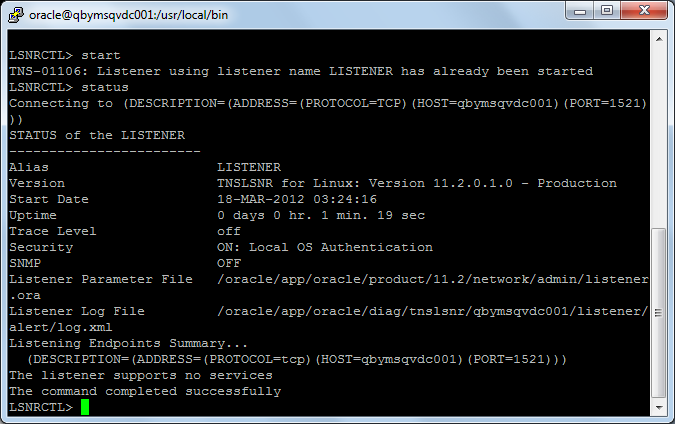 oracle@qbymsqvdc001:/usr/local/bin
LSNRCTL> start
TNS-01106: Listener using listener name LISTENER has already been started
LSNRCTL> status
Connecting to (DESCRIPTION=(ADDRESS=(PROTOCOL=TCP)(HOST=qbymsqvdc001)(PORT=1521)
))
STATUS of the LISTENER
------------------------
Alias                     LISTENER
Version                   TNSLSNR for Linux: Version 11.2.0.1.0 - Production
Start Date                18-MAR-2012 03:24:16
Uptime                    0 days 0 hr. 1 min. 19 sec
Trace Level               off
Security                  ON: Local OS Authentication
SNMP                      OFF
Listener Parameter File   /oracle/app/oracle/product/11.2/network/admin/listener
.ora
Listener Log File         /oracle/app/oracle/diag/tnslsnr/qbymsqvdc001/listener/
alert/log.xml
Listening Endpoints Summary...
  (DESCRIPTION=(ADDRESS=(PROTOCOL=tcp)(HOST=qbymsqvdc001)(PORT=1521)))
The listener supports no services
The command completed successfully
LSNRCTL>